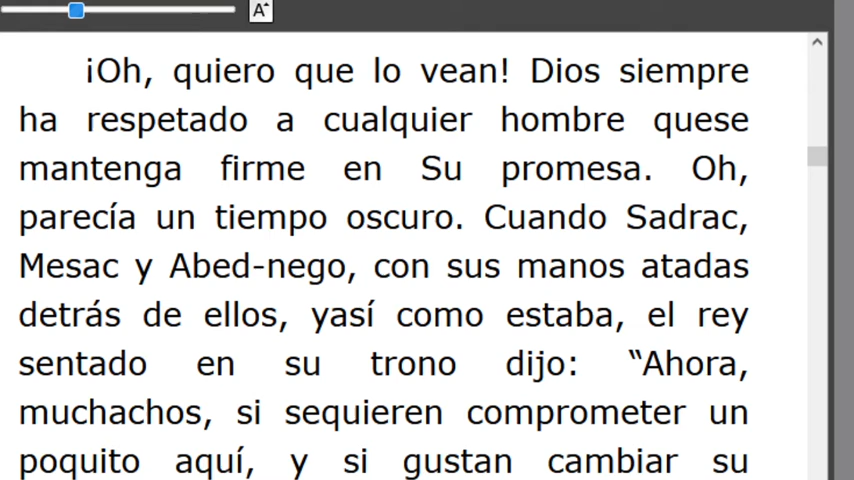 A
¡Oh, quiero que lo vean! Dios siempre
ha respetado a cualquier hombre quese
mantenga firme en Su promesa. Oh,
parecía un tiempo oscuro. Cuando Sadrac,
Mesac y Abed-nego, con sus manos atadas
detrás de ellos, yasí como estaba, el rey
sentado en su trono dijo: “Ahora,
muchachos, si sequieren comprometer un
poquito aquí, y si gustan cambiar su